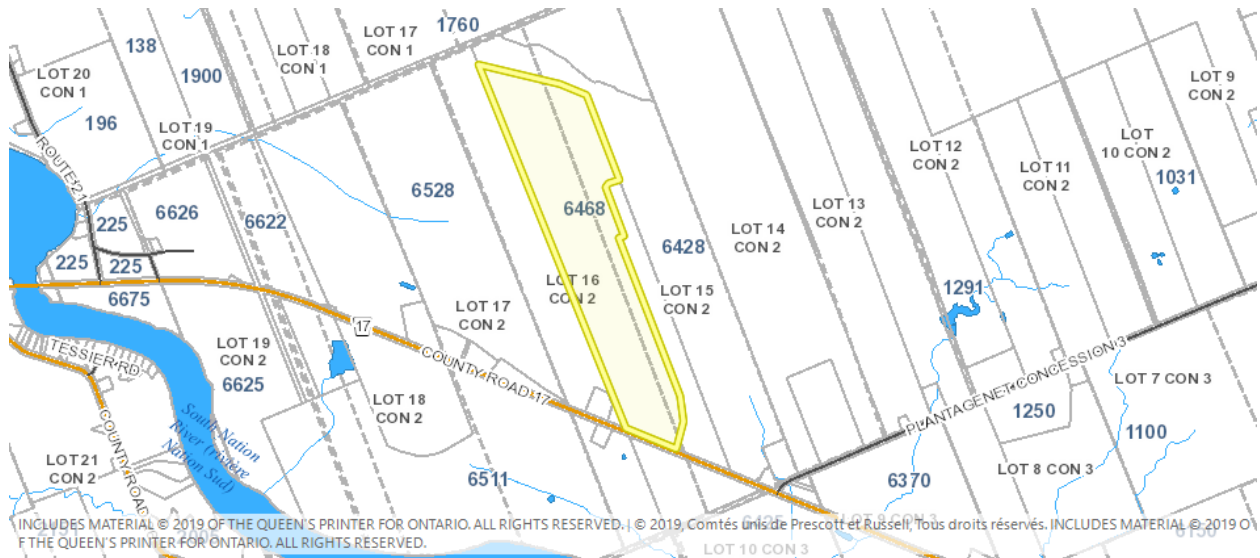 1760
LOT 17
CON 1
138
LOT 18
CON 1
LOT 20
CON 1
1900
LOT 9
CON 2
196
LOT 19
CON 1
ROUTE 21
LOT 12
CON 2
LOT
10 CON 2
LOT 11
CON 2
1031
6528
6626
6622
225
6468
LOT 13
CON 2
LOT 14
CON 2
6428
225
225
6675
LOT 16
CON 2
LOT 15
CON 2
1291
LOT 17
CON 2
17
TESSIER RD
LOT 19
CON 2
6625
COUNTY ROAD 17
PLANTAGENET CONCESSION 3
LOT 7 CON 3
LOT 18
CON 2
1250
South Nation
River (rivière
Nation Sud)
COUNTY ROAD
1100
LOT 21
CON 2
LOT 8 CON 3
6511
6370
INCLUDES MATERIAL © 2019 OF THE QUEEN'S PRINTER FOR ONTARIO. ALL RIGHTS RESERVED. | © 2019, Comtés unis de Prescott et Russell, Tous droits réservés. INCLUDES MATERIAL © 2019 O
F THE QUEEN'S PRINTER FOR ONTARIO. ALL RIGHTS RESERVED.
LOT 9 CON 3
LOT 10 CON 3